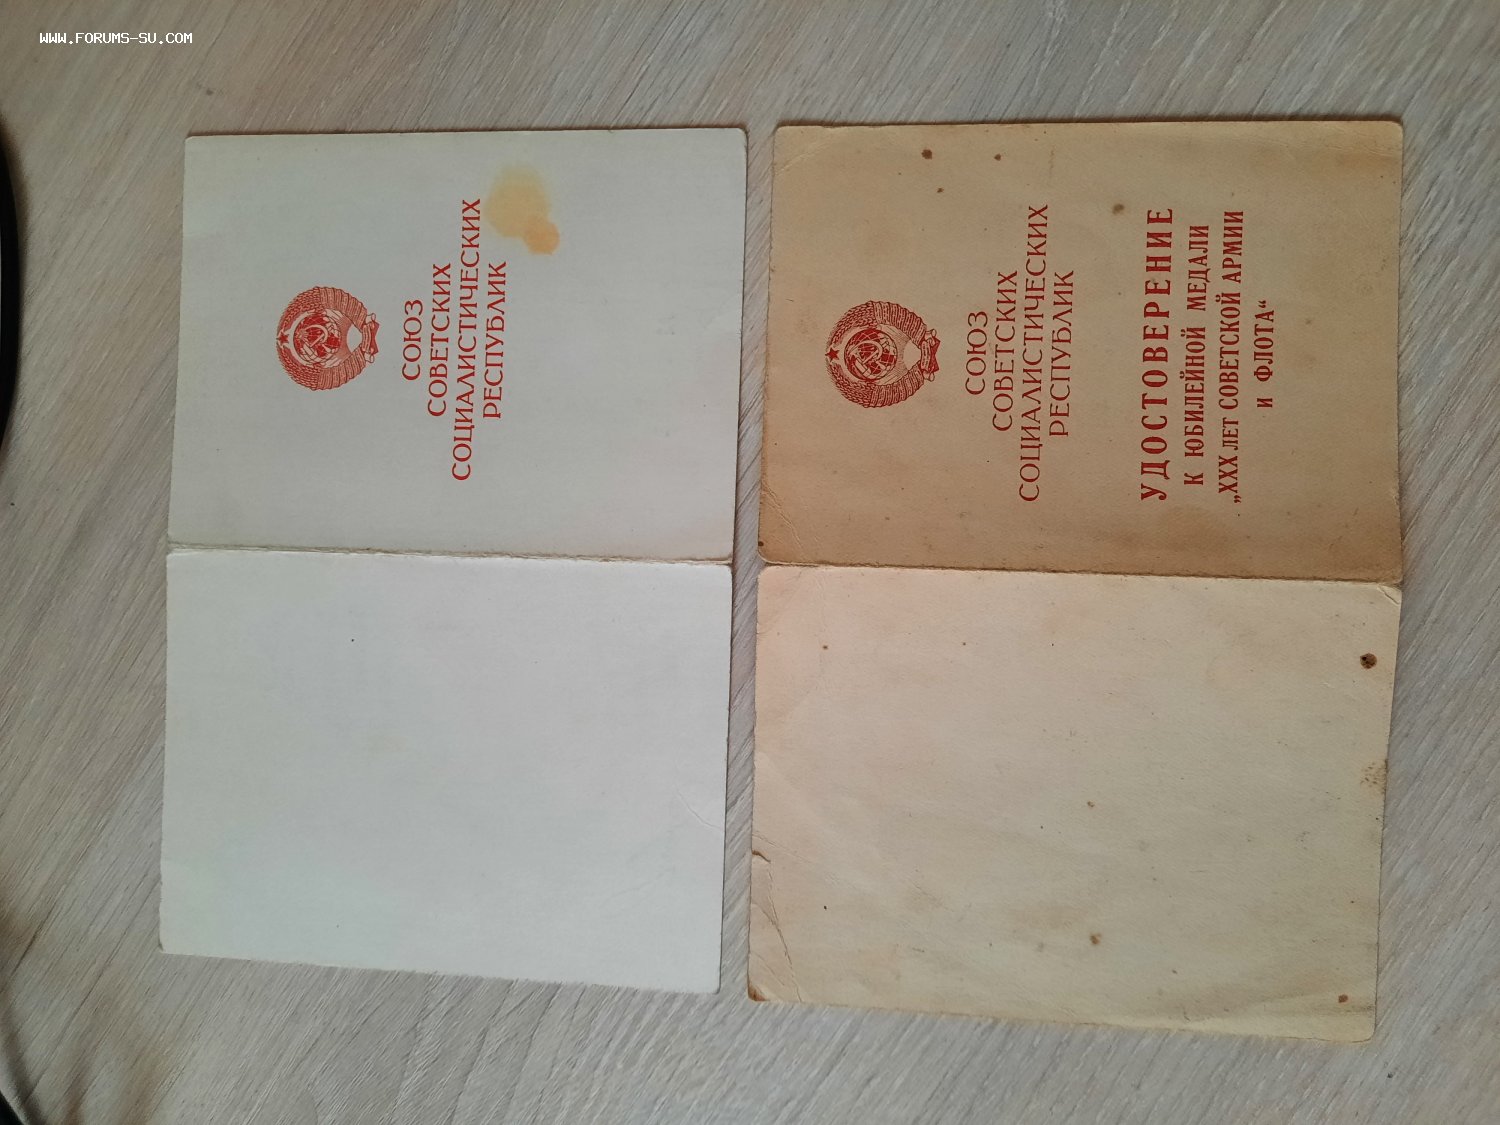 WWW.FORUMS-SU.COM
СОЮЗ
СОВЕТСКИХ
СОЦИАЛИСТИЧЕСКИХ
РЕСПУБЛИК
СОЮЗ
СОВЕТСКИХ
СОЦИАЛИСТИЧЕСКИХ
РЕСПУБЛИК
УДОСТОВЕРЕНИЕ
К ЮБИЛЕЙНОЙ МЕДАЛИ
„XXX ЛЕТ СОВЕТСКОЙ АРМИИ
И ФЛОТА“